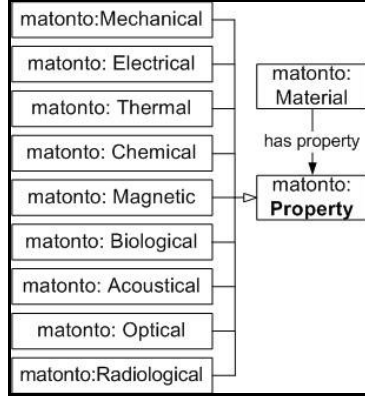 matonto:Mechanical
matonto: Electrical
matonto: Thermal
matonto: Chemical
matonto: Magnetic
matonto: Biological
matonto: Acoustical
matonto: Optical
matonto:Radiological
matonto:
Material
has property
matonto:
Property